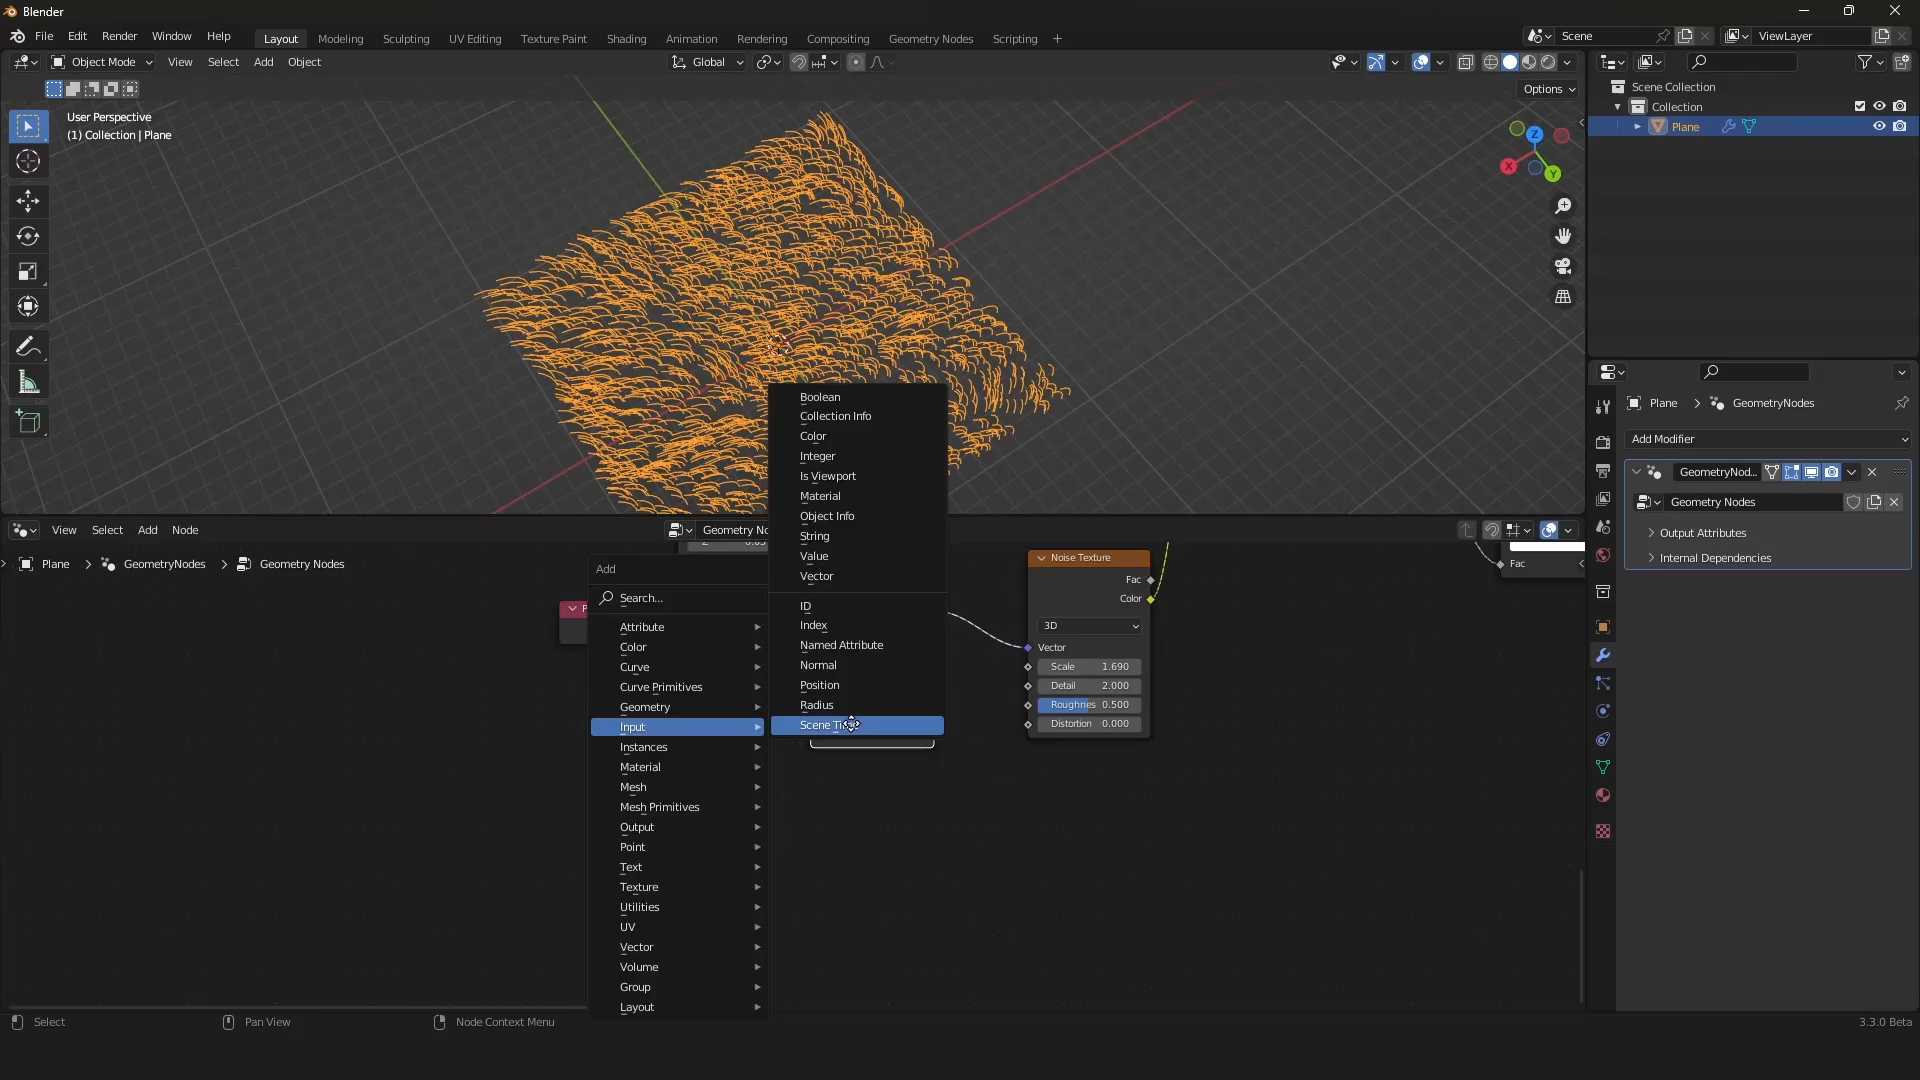 Blender
File Edit Render Window Help Layout Modeling Sculpting UV Editing Texture Paint Shading Animation Rendering Compositing Geometry Nodes Scripting + Scene ViewLayer
Object Mode View Select Add Object Global
Options
User Perspective
(1) Collection | Plane
Z
X
Y
Scene Collection
Collection
Plane
Plane > GeometryNodes
Add Modifier
GeometryNod...
Geometry Nodes
Output Attributes
Internal Dependencies
View Select Add Node
Plane > GeometryNodes > Geometry Nodes
Add
Search...
Attribute
Color
Curve
Curve Primitives
Geometry
Input
Instances
Material
Mesh
Mesh Primitives
Output
Point
Text
Texture
Utilities
UV
Vector
Volume
Group
Layout
Boolean
Collection Info
Color
Integer
Is Viewport
Material
Object Info
String
Value
Vector
ID
Index
Named Attribute
Normal
Position
Radius
Scene
Noise Texture
Fac
Color
3D
Vector
Scale 1.690
Detail 2.000
Roughnes 0.500
Distortion 0.000
Fac
Select Pan View Node Context Menu 3.3.0 Beta